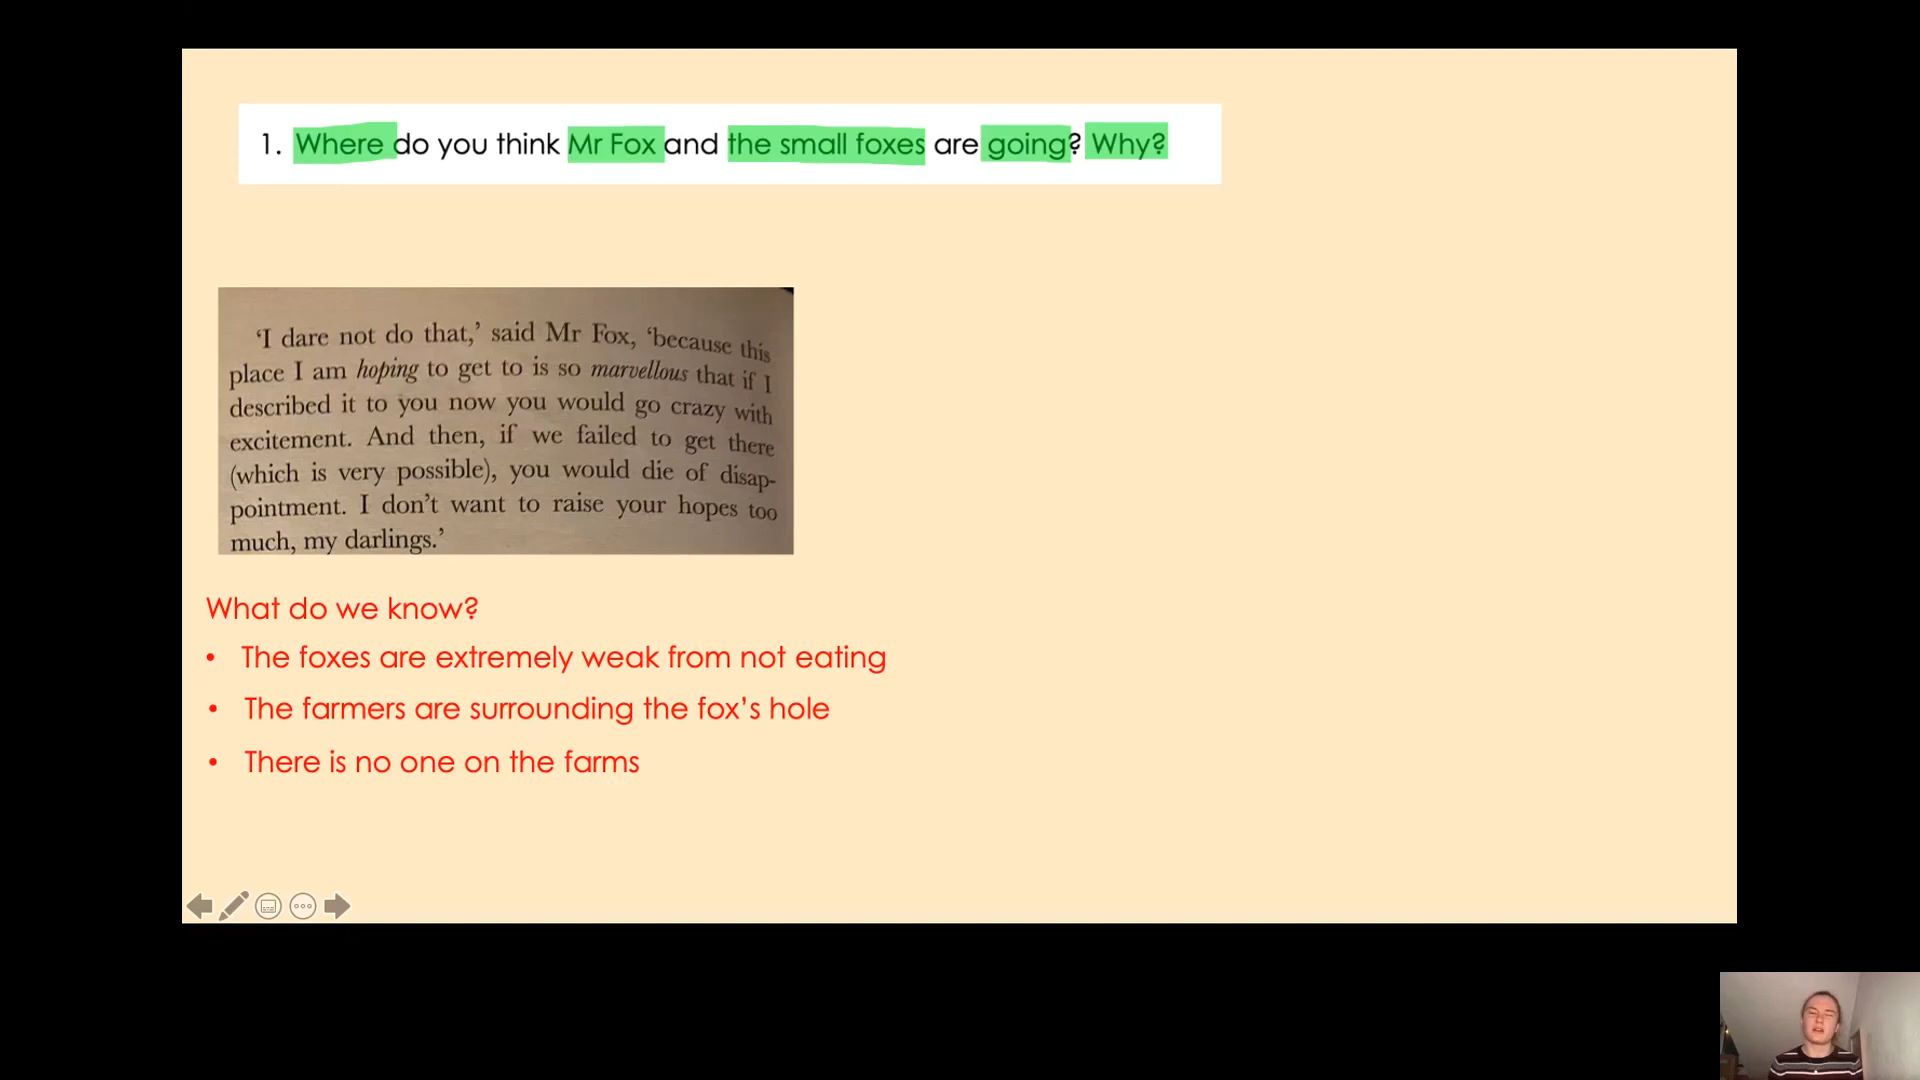 1. Where do you think Mr Fox and the small foxes are going? Why?
‘I dare not do that,’ said Mr Fox, ‘because this
place I am hoping to get to is so marvellous that if I
described it to you now you would go crazy with
excitement. And then, if we failed to get there
(which is very possible), you would die of disap-
pointment. I don’t want to raise your hopes too
much, my darlings.’
What do we know?
• The foxes are extremely weak from not eating
• The farmers are surrounding the fox’s hole
• There is no one on the farms